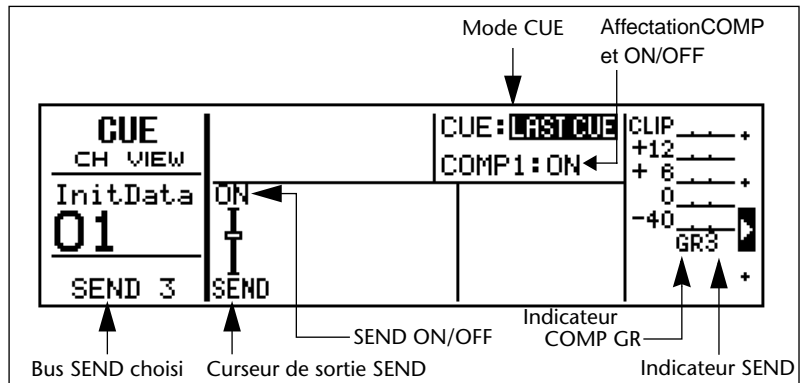 Mode CUE
AffectationCOMP
et ON/OFF
CUE
CH VIEW
InitData
01
SEND 3
ON
SEND
CUE:LAST CUE
COMP1:ON
CLIP
+12
+ 6
0
-40
GR3
SEND ON/OFF
Indicateur
COMP GR
Bus SEND choisi
Curseur de sortie SEND
Indicateur SEND